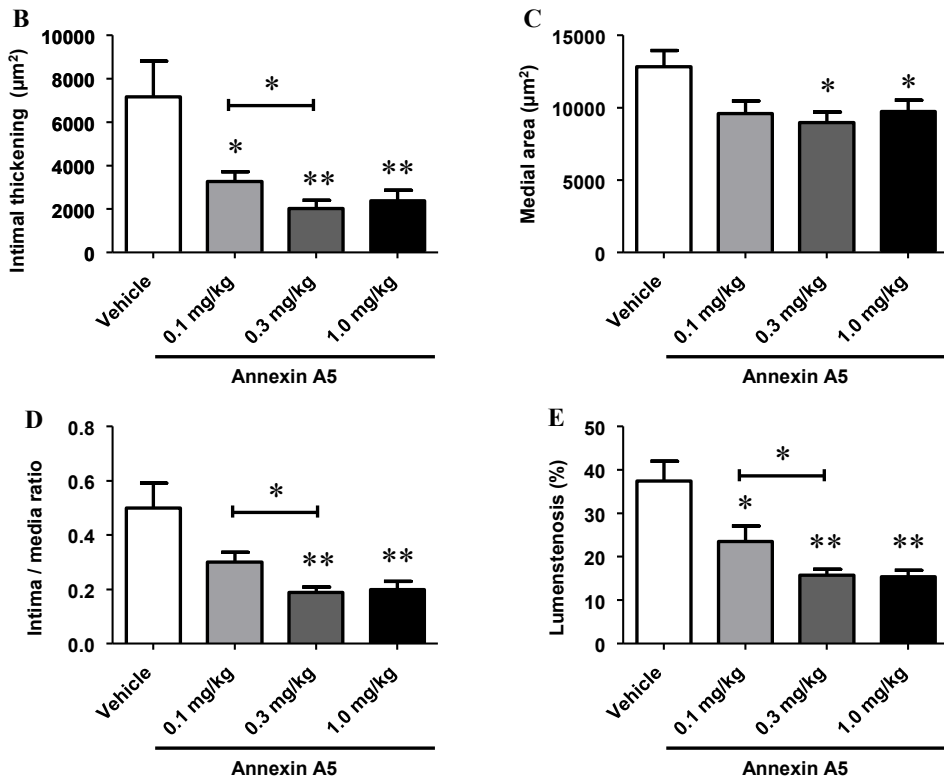 B
Intimal thickening (µm²)
10000
8000
6000
4000
2000
0
*
*
**
**
Vehicle
0.1 mg/kg
0.3 mg/kg
1.0 mg/kg
Annexin A5
C
Medial area (µm²)
15000
10000
5000
0
*
*
Vehicle
0.1 mg/kg
0.3 mg/kg
1.0 mg/kg
Annexin A5
D
Intima / media ratio
0.8
0.6
0.4
0.2
0.0
*
**
**
Vehicle
0.1 mg/kg
0.3 mg/kg
1.0 mg/kg
Annexin A5
E
Lumenstenosis (%)
50
40
30
20
10
0
*
*
**
**
Vehicle
0.1 mg/kg
0.3 mg/kg
1.0 mg/kg
Annexin A5